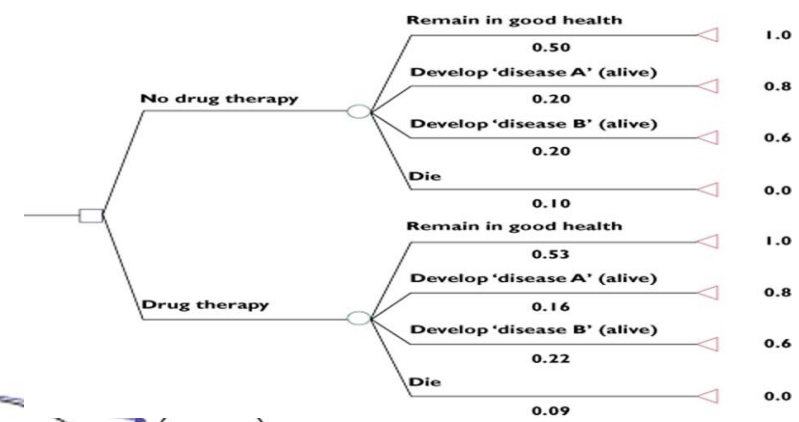 Remain in good health 1.0
0.50
Develop ‘disease A’ (alive) 0.8
0.20
No drug therapy
Develop ‘disease B’ (alive) 0.6
0.20
Die 0.0
0.10
Remain in good health 1.0
0.53
Develop ‘disease A’ (alive) 0.8
0.16
Drug therapy
Develop ‘disease B’ (alive) 0.6
0.22
Die 0.0
0.09